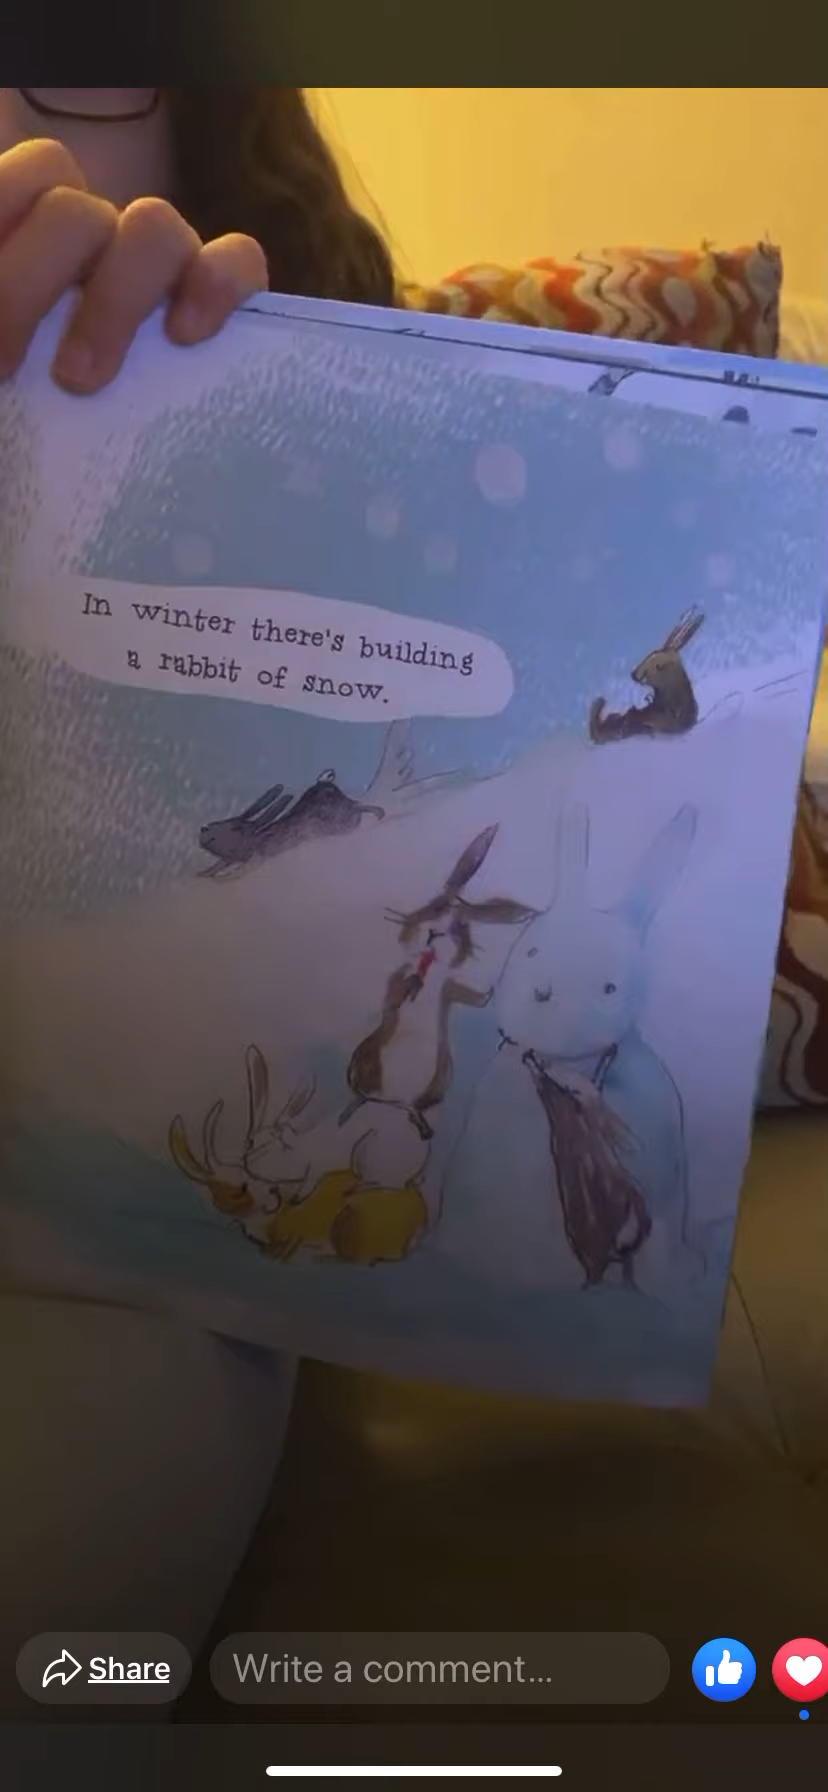 In winter there's building
a rabbit of snow.
Share
Write a comment...